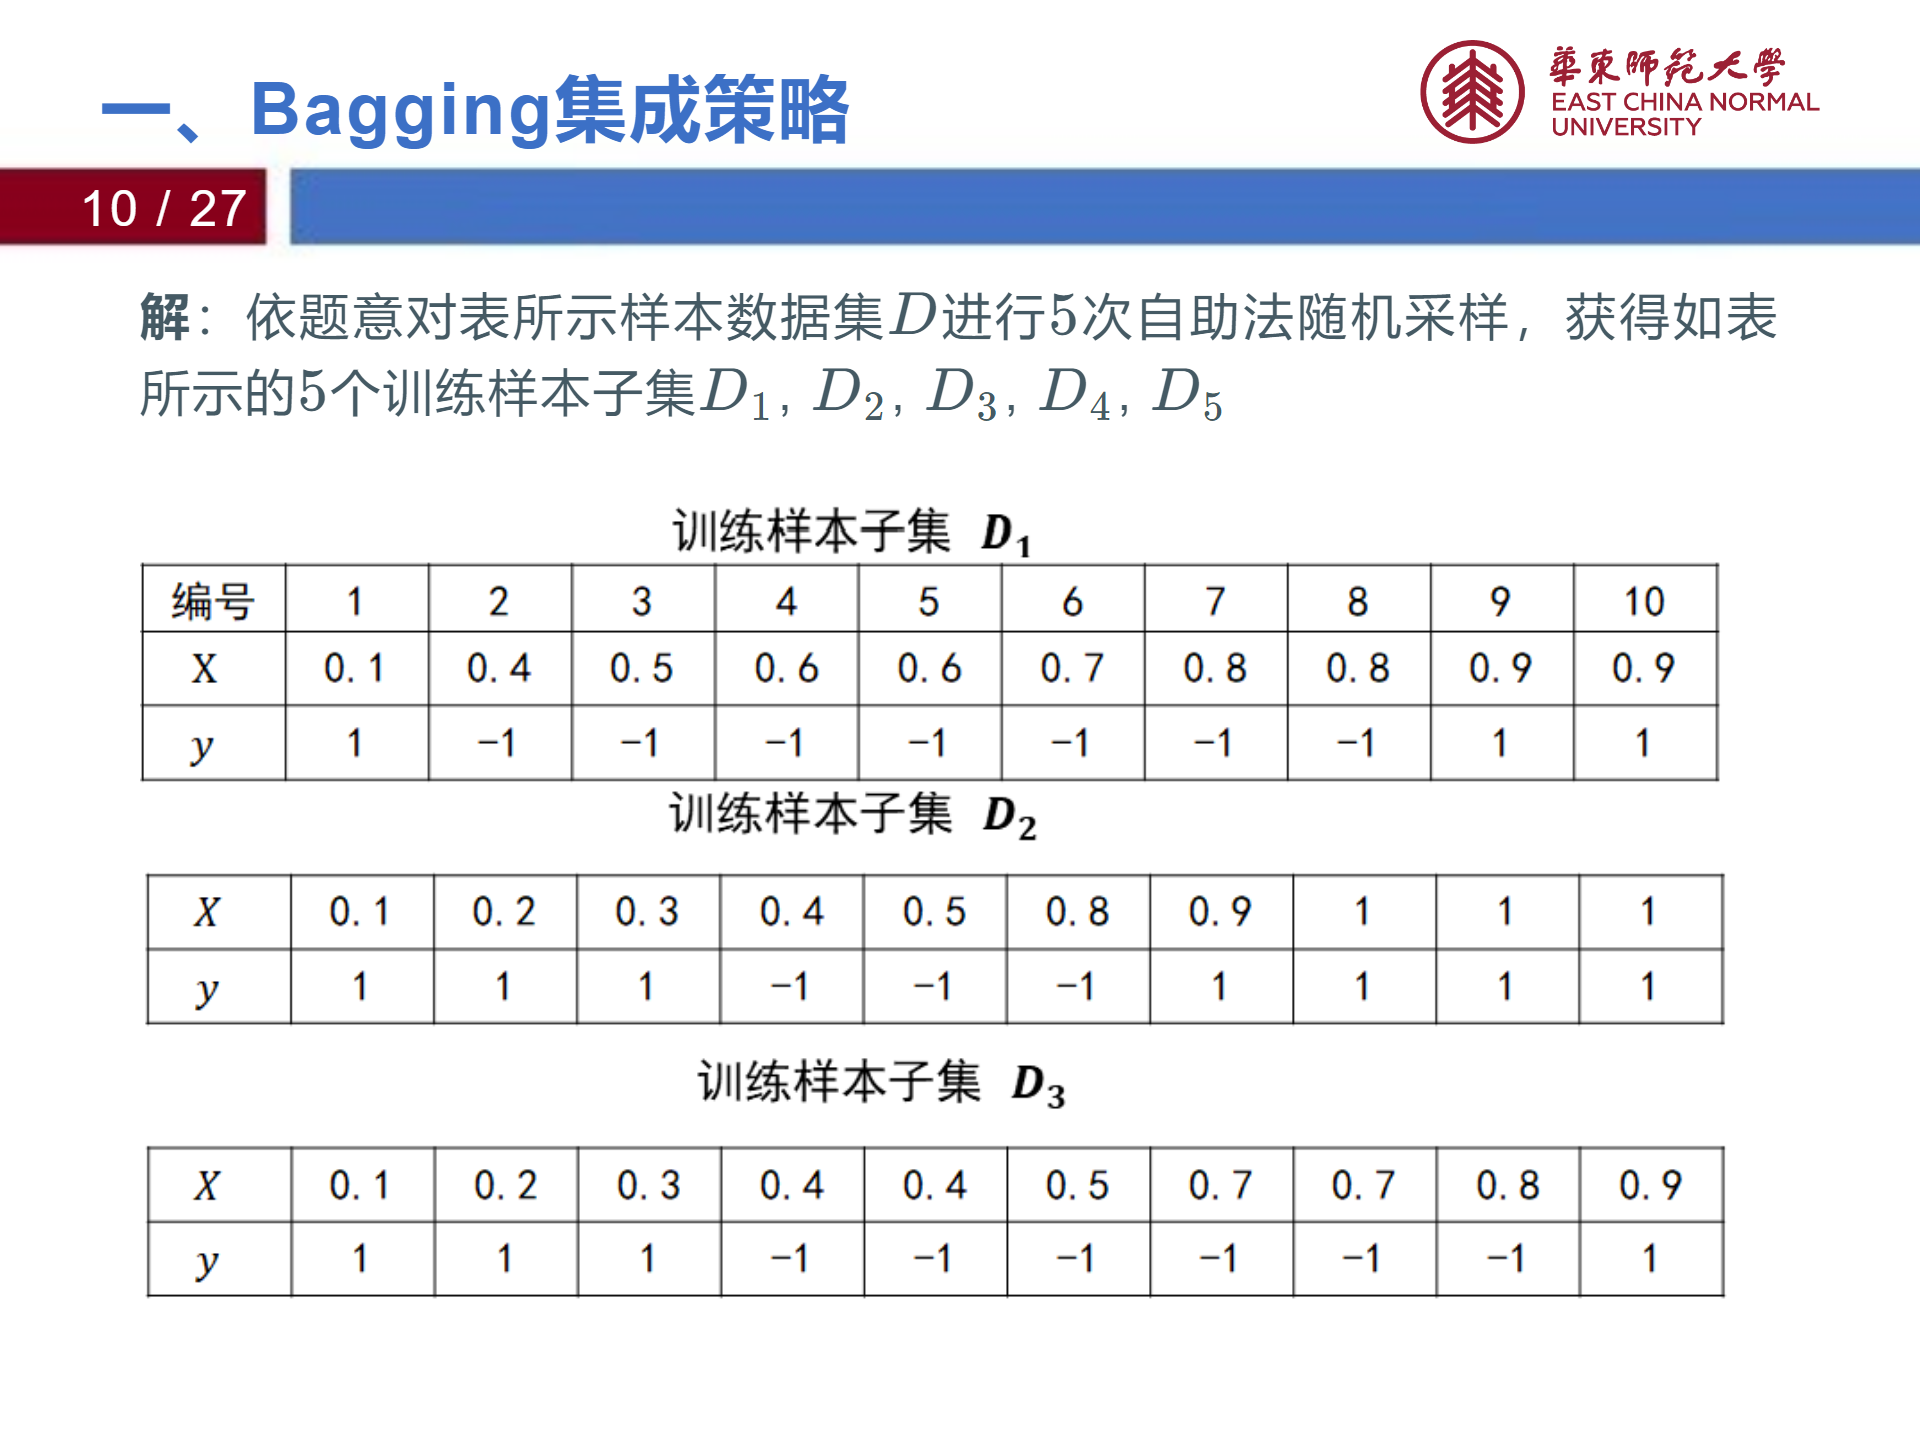 一、Bagging集成策略
華東師範大學
EAST CHINA NORMAL
UNIVERSITY
10 / 27
解：依题意对表所示样本数据集D进行5次自助法随机采样，获得如表
所示的5个训练样本子集D₁, D₂, D₃, D₄, D₅
训练样本子集 D₁
编号 1 2 3 4 5 6 7 8 9 10
X 0.1 0.4 0.5 0.6 0.6 0.7 0.8 0.8 0.9 0.9
y 1 -1 -1 -1 -1 -1 -1 -1 1 1
训练样本子集 D₂
X 0.1 0.2 0.3 0.4 0.5 0.8 0.9 1 1 1
y 1 1 1 -1 -1 -1 1 1 1 1
训练样本子集 D₃
X 0.1 0.2 0.3 0.4 0.4 0.5 0.7 0.7 0.8 0.9
y 1 1 1 -1 -1 -1 -1 -1 -1 1